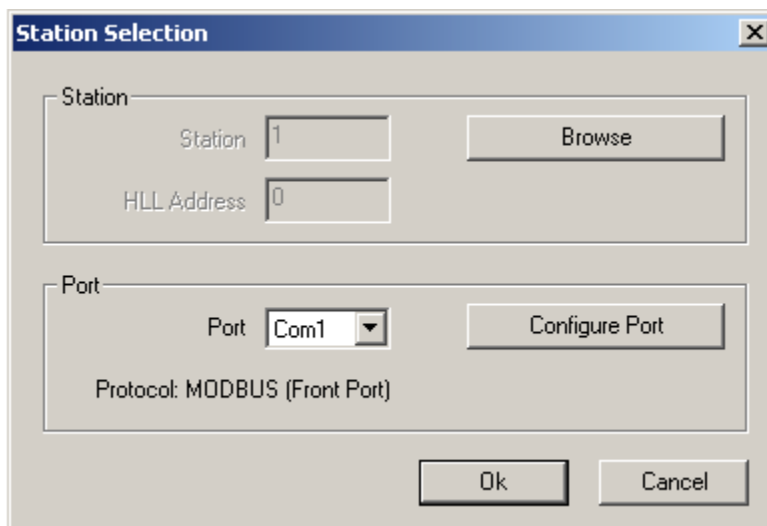 Station Selection
Station
Station 1 Browse
HLL Address 0
Port
Port Com1 Configure Port
Protocol: MODBUS (Front Port)
Ok Cancel